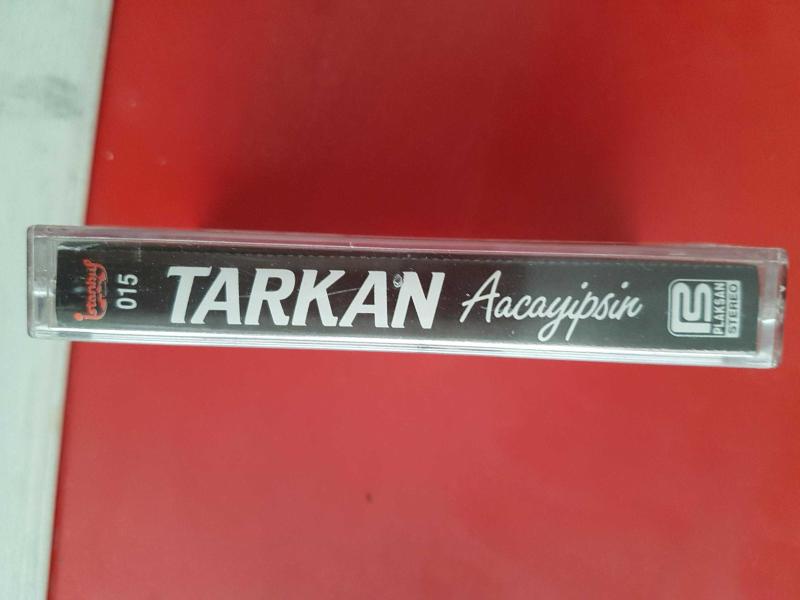 İstanbul
015
TARKAN Aacayipsin
PLAKSAN
STEREO